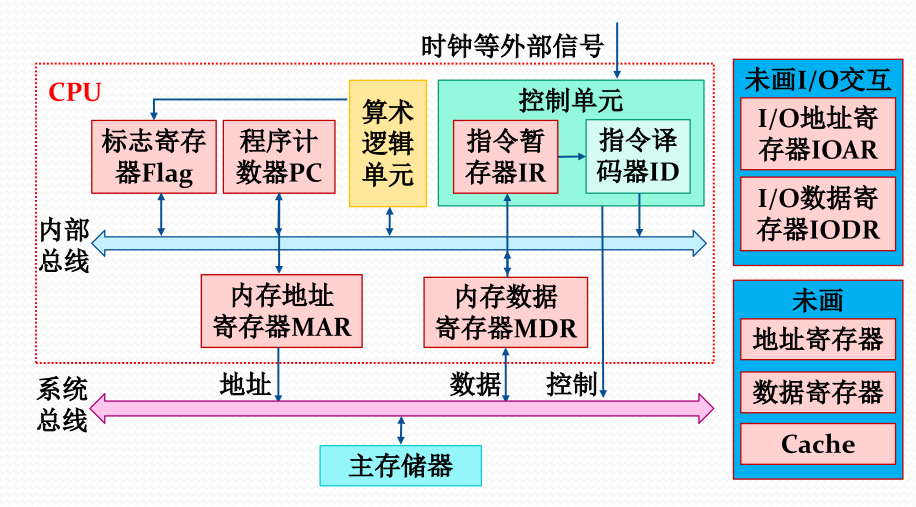 时钟等外部信号
CPU
算术
逻辑
单元
控制单元
标志寄存
器Flag
程序计
数器PC
指令暂
存器IR
指令译
码器ID
内部
总线
内存地址
寄存器MAR
内存数据
寄存器MDR
地址
数据
控制
系统
总线
主存储器
未画I/O交互
I/O地址寄
存器IOAR
I/O数据寄
存器IODR
未画
地址寄存器
数据寄存器
Cache